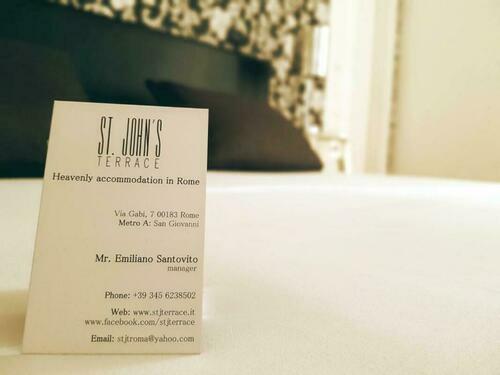 ST. JOHN'S
TERRACE
Heavenly accommodation in Rome
Via Gabi, 7 00183 Rome
Metro A: San Giovanni
Mr. Emiliano Santovito
manager
Phone: +39 345 6238502
Web: www.stjterrace.it
www.facebook.com/stjterrace
Email: stjtroma@yahoo.com